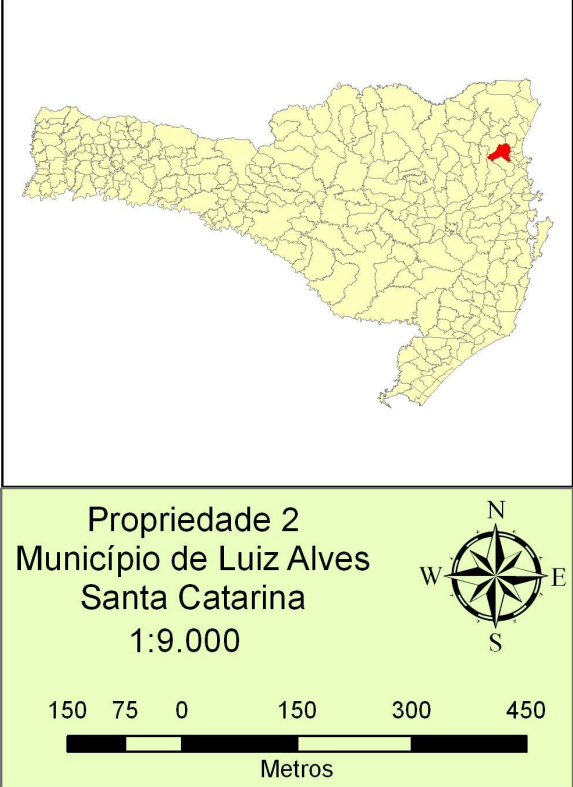 Propriedade 2
Município de Luiz Alves
Santa Catarina
1:9.000
N
W
E
S
150 75 0 150 300 450
Metros